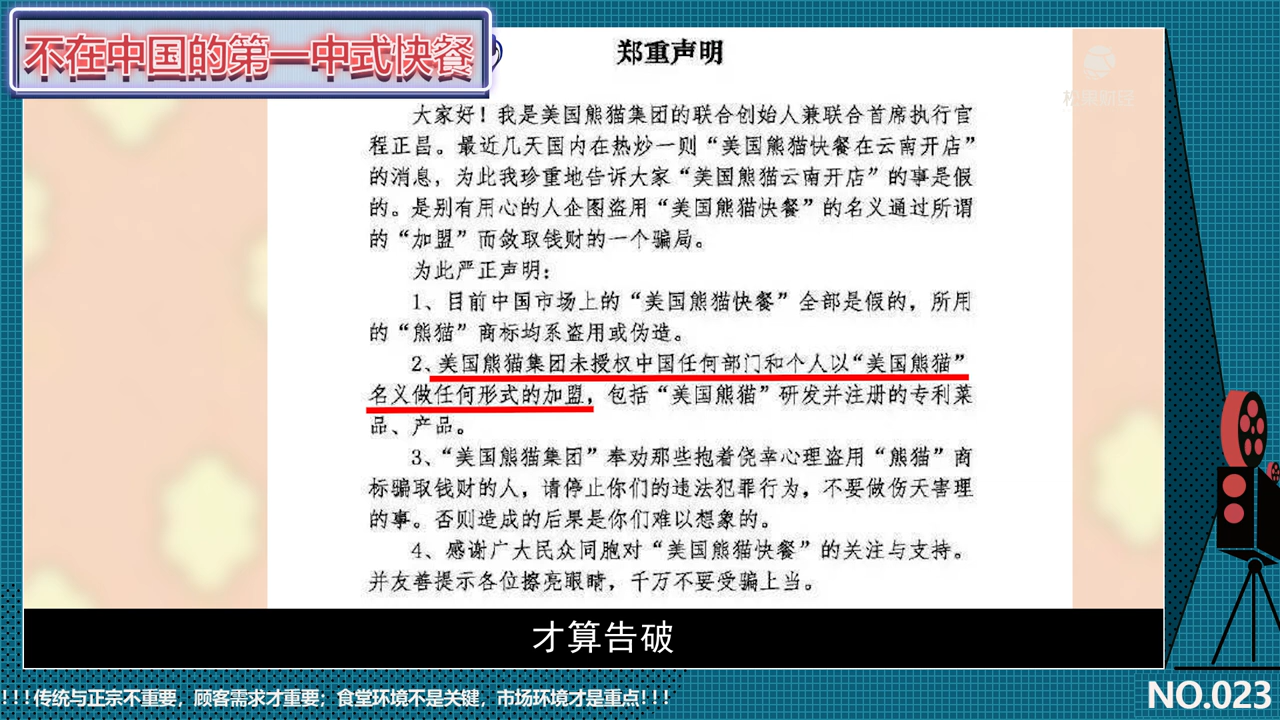 不在中国的第一中式快餐
郑重声明
大家好！我是美国熊猫集团的联合创始人兼联合首席执行官
程正昌。最近几天国内在热炒一则“美国熊猫快餐在云南开店”
的消息，为此我珍重地告诉大家“美国熊猫云南开店”的事是假
的。是别有用心的人企图盗用“美国熊猫快餐”的名义通过所谓
的“加盟”而敛取钱财的一个骗局。
为此严正声明：
1、目前中国市场上的“美国熊猫快餐”全部是假的，所用
的“熊猫”商标均系盗用或伪造。
2、美国熊猫集团未授权中国任何部门和个人以“美国熊猫”
名义做任何形式的加盟，包括“美国熊猫”研发并注册的专利菜
品、产品。
3、“美国熊猫集团”奉劝那些抱着侥幸心理盗用“熊猫”商
标骗取钱财的人，请停止你们的违法犯罪行为，不要做伤天害理
的事。否则造成的后果是你们难以想象的。
4、感谢广大民众同胞对“美国熊猫快餐”的关注与支持。
并友善提示各位擦亮眼睛，千万不要受骗上当。
才算告破
!!!传统与正宗不重要，顾客需求才重要；食堂环境不是关键，市场环境才是重点!!!
NO.023